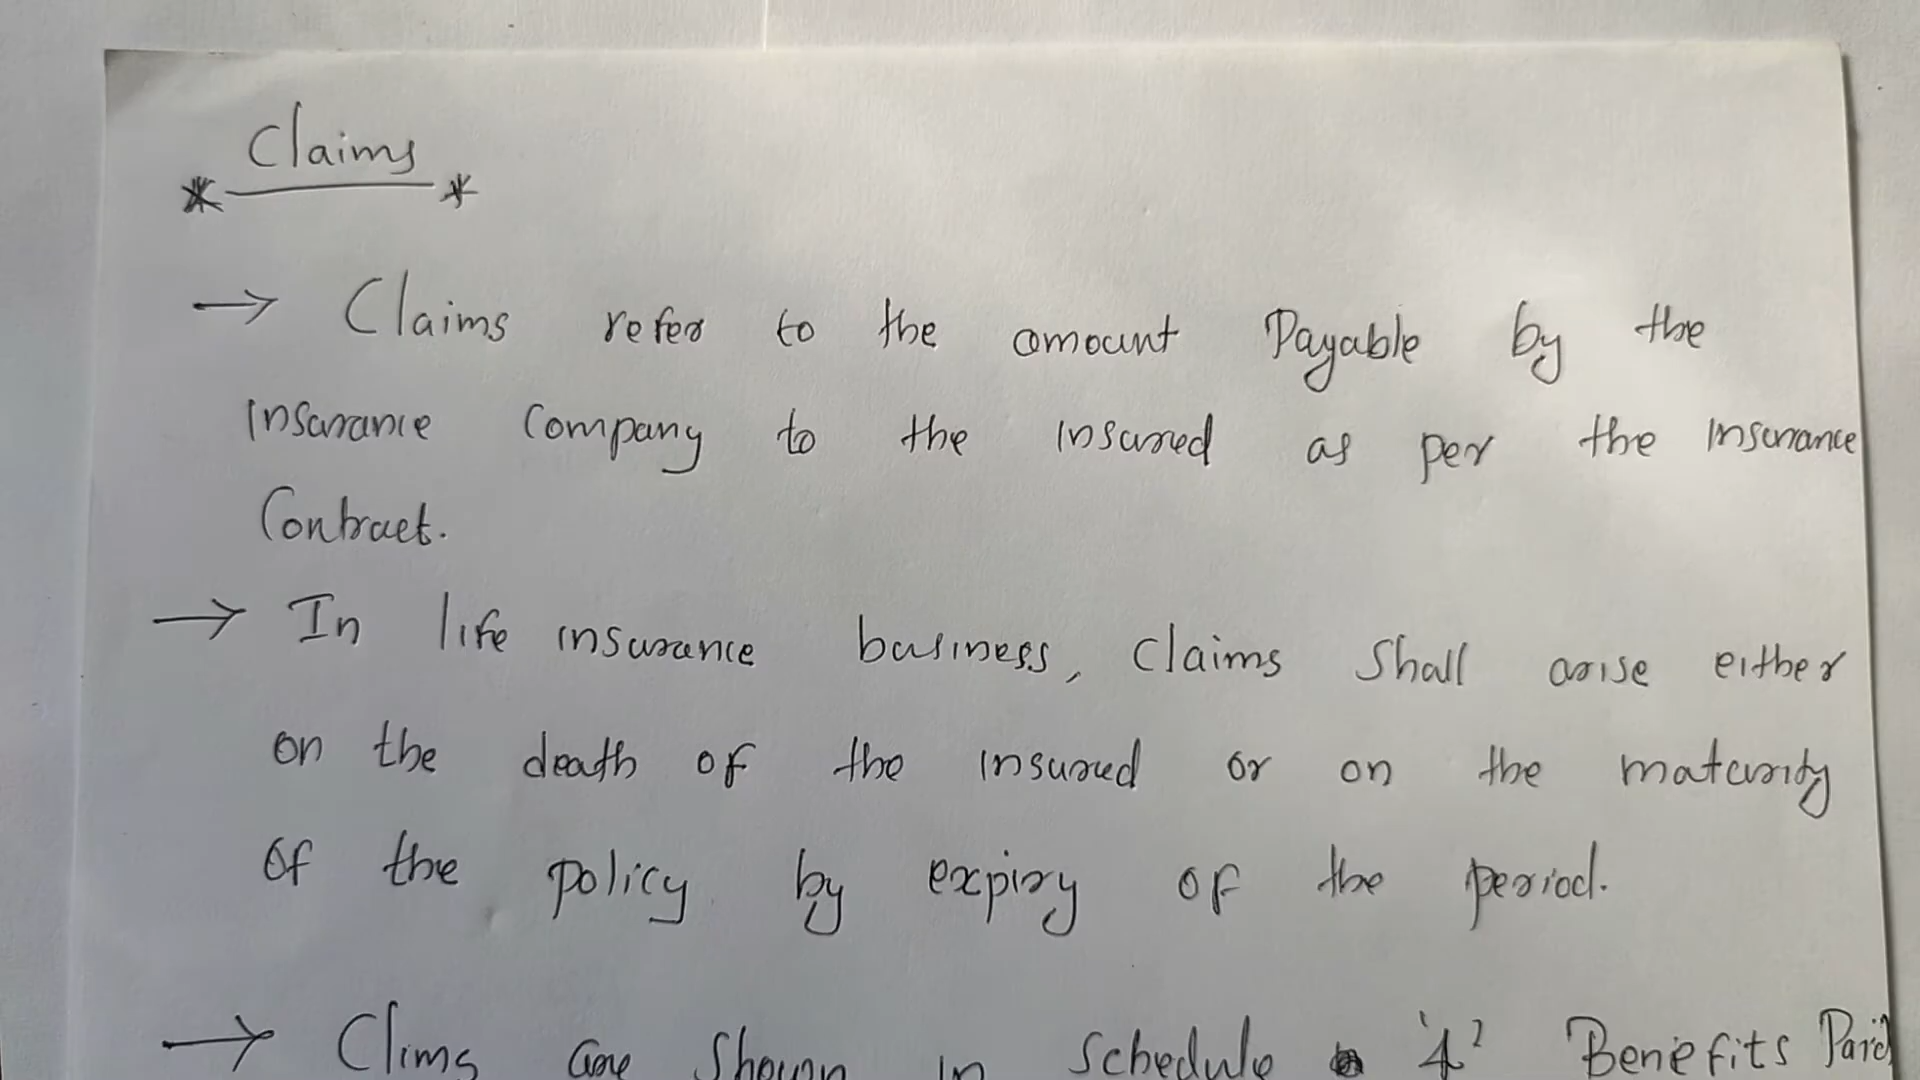 Claims
* *
→ Claims refer to the amount Payable by the
insurance Company to the insured as per the insurance
Contract.
→ In life insurance business, Claims Shall arise either
on the death of the insured or on the maturity
of the policy by expiry of the period.
→ Clims are Shown in Schedule '4' Benefits Paid